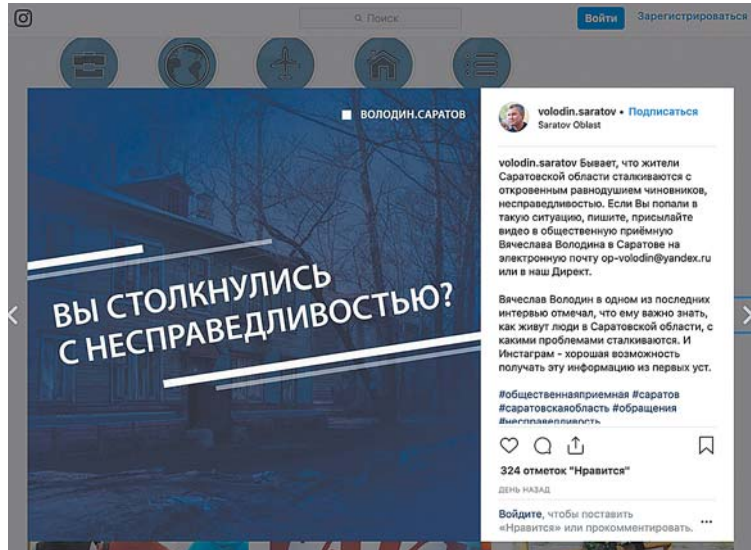 Поиск
Войти
Зарегистрироваться
ВОЛОДИН.САРАТОВ
ВЫ СТОЛКНУЛИСЬ
С НЕСПРАВЕДЛИВОСТЬЮ?
volodin.saratov • Подписаться
Saratov Oblast
volodin.saratov Бывает, что жители
Саратовской области сталкиваются с
откровенным равнодушием чиновников,
несправедливостью. Если Вы попали в
такую ситуацию, пишите, присылайте
видео в общественную приёмную
Вячеслава Володина в Саратове на
электронную почту op-volodin@yandex.ru
или в наш Директ.
Вячеслав Володин в одном из последних
интервью отмечал, что ему важно знать,
как живут люди в Саратовской области, с
какими проблемами сталкиваются. И
Инстаграм - хорошая возможность
получать эту информацию из первых уст.
#общественнаяприемная #саратов
#саратовскаяобласть #обращения
#несправедливость
324 отметок "Нравится"
ДЕНЬ НАЗАД
Войдите, чтобы поставить
«Нравится» или прокомментировать.